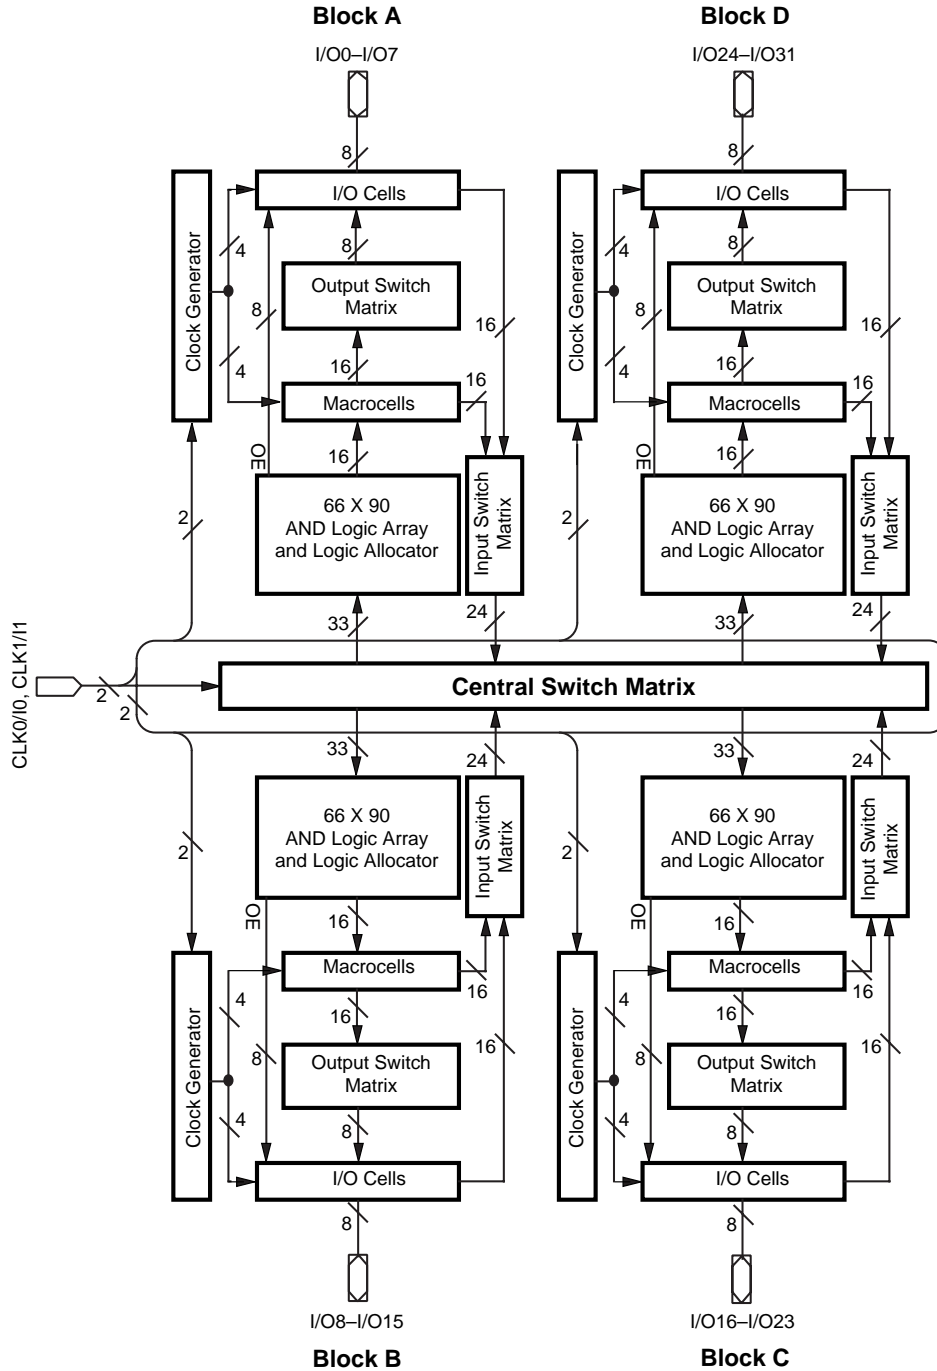 Block A
Block D
I/O0–I/O7
I/O24–I/O31
8
8
I/O Cells
I/O Cells
Clock Generator
4
8
8
Output Switch
Matrix
16
4
16
16
Macrocells
16
OE
66 X 90
AND Logic Array
and Logic Allocator
Input Switch
Matrix
2
33
24
Clock Generator
4
8
8
Output Switch
Matrix
16
4
16
16
Macrocells
16
OE
66 X 90
AND Logic Array
and Logic Allocator
Input Switch
Matrix
2
33
24
CLK0/I0, CLK1/I1
2
2
Central Switch Matrix
33
24
66 X 90
AND Logic Array
and Logic Allocator
Input Switch
Matrix
2
OE
16
Macrocells
16
Clock Generator
4
16
8
16
Output Switch
Matrix
4
8
I/O Cells
8
33
24
66 X 90
AND Logic Array
and Logic Allocator
Input Switch
Matrix
2
OE
16
Macrocells
16
Clock Generator
4
16
8
16
Output Switch
Matrix
4
8
I/O Cells
8
I/O8–I/O15
I/O16–I/O23
Block B
Block C